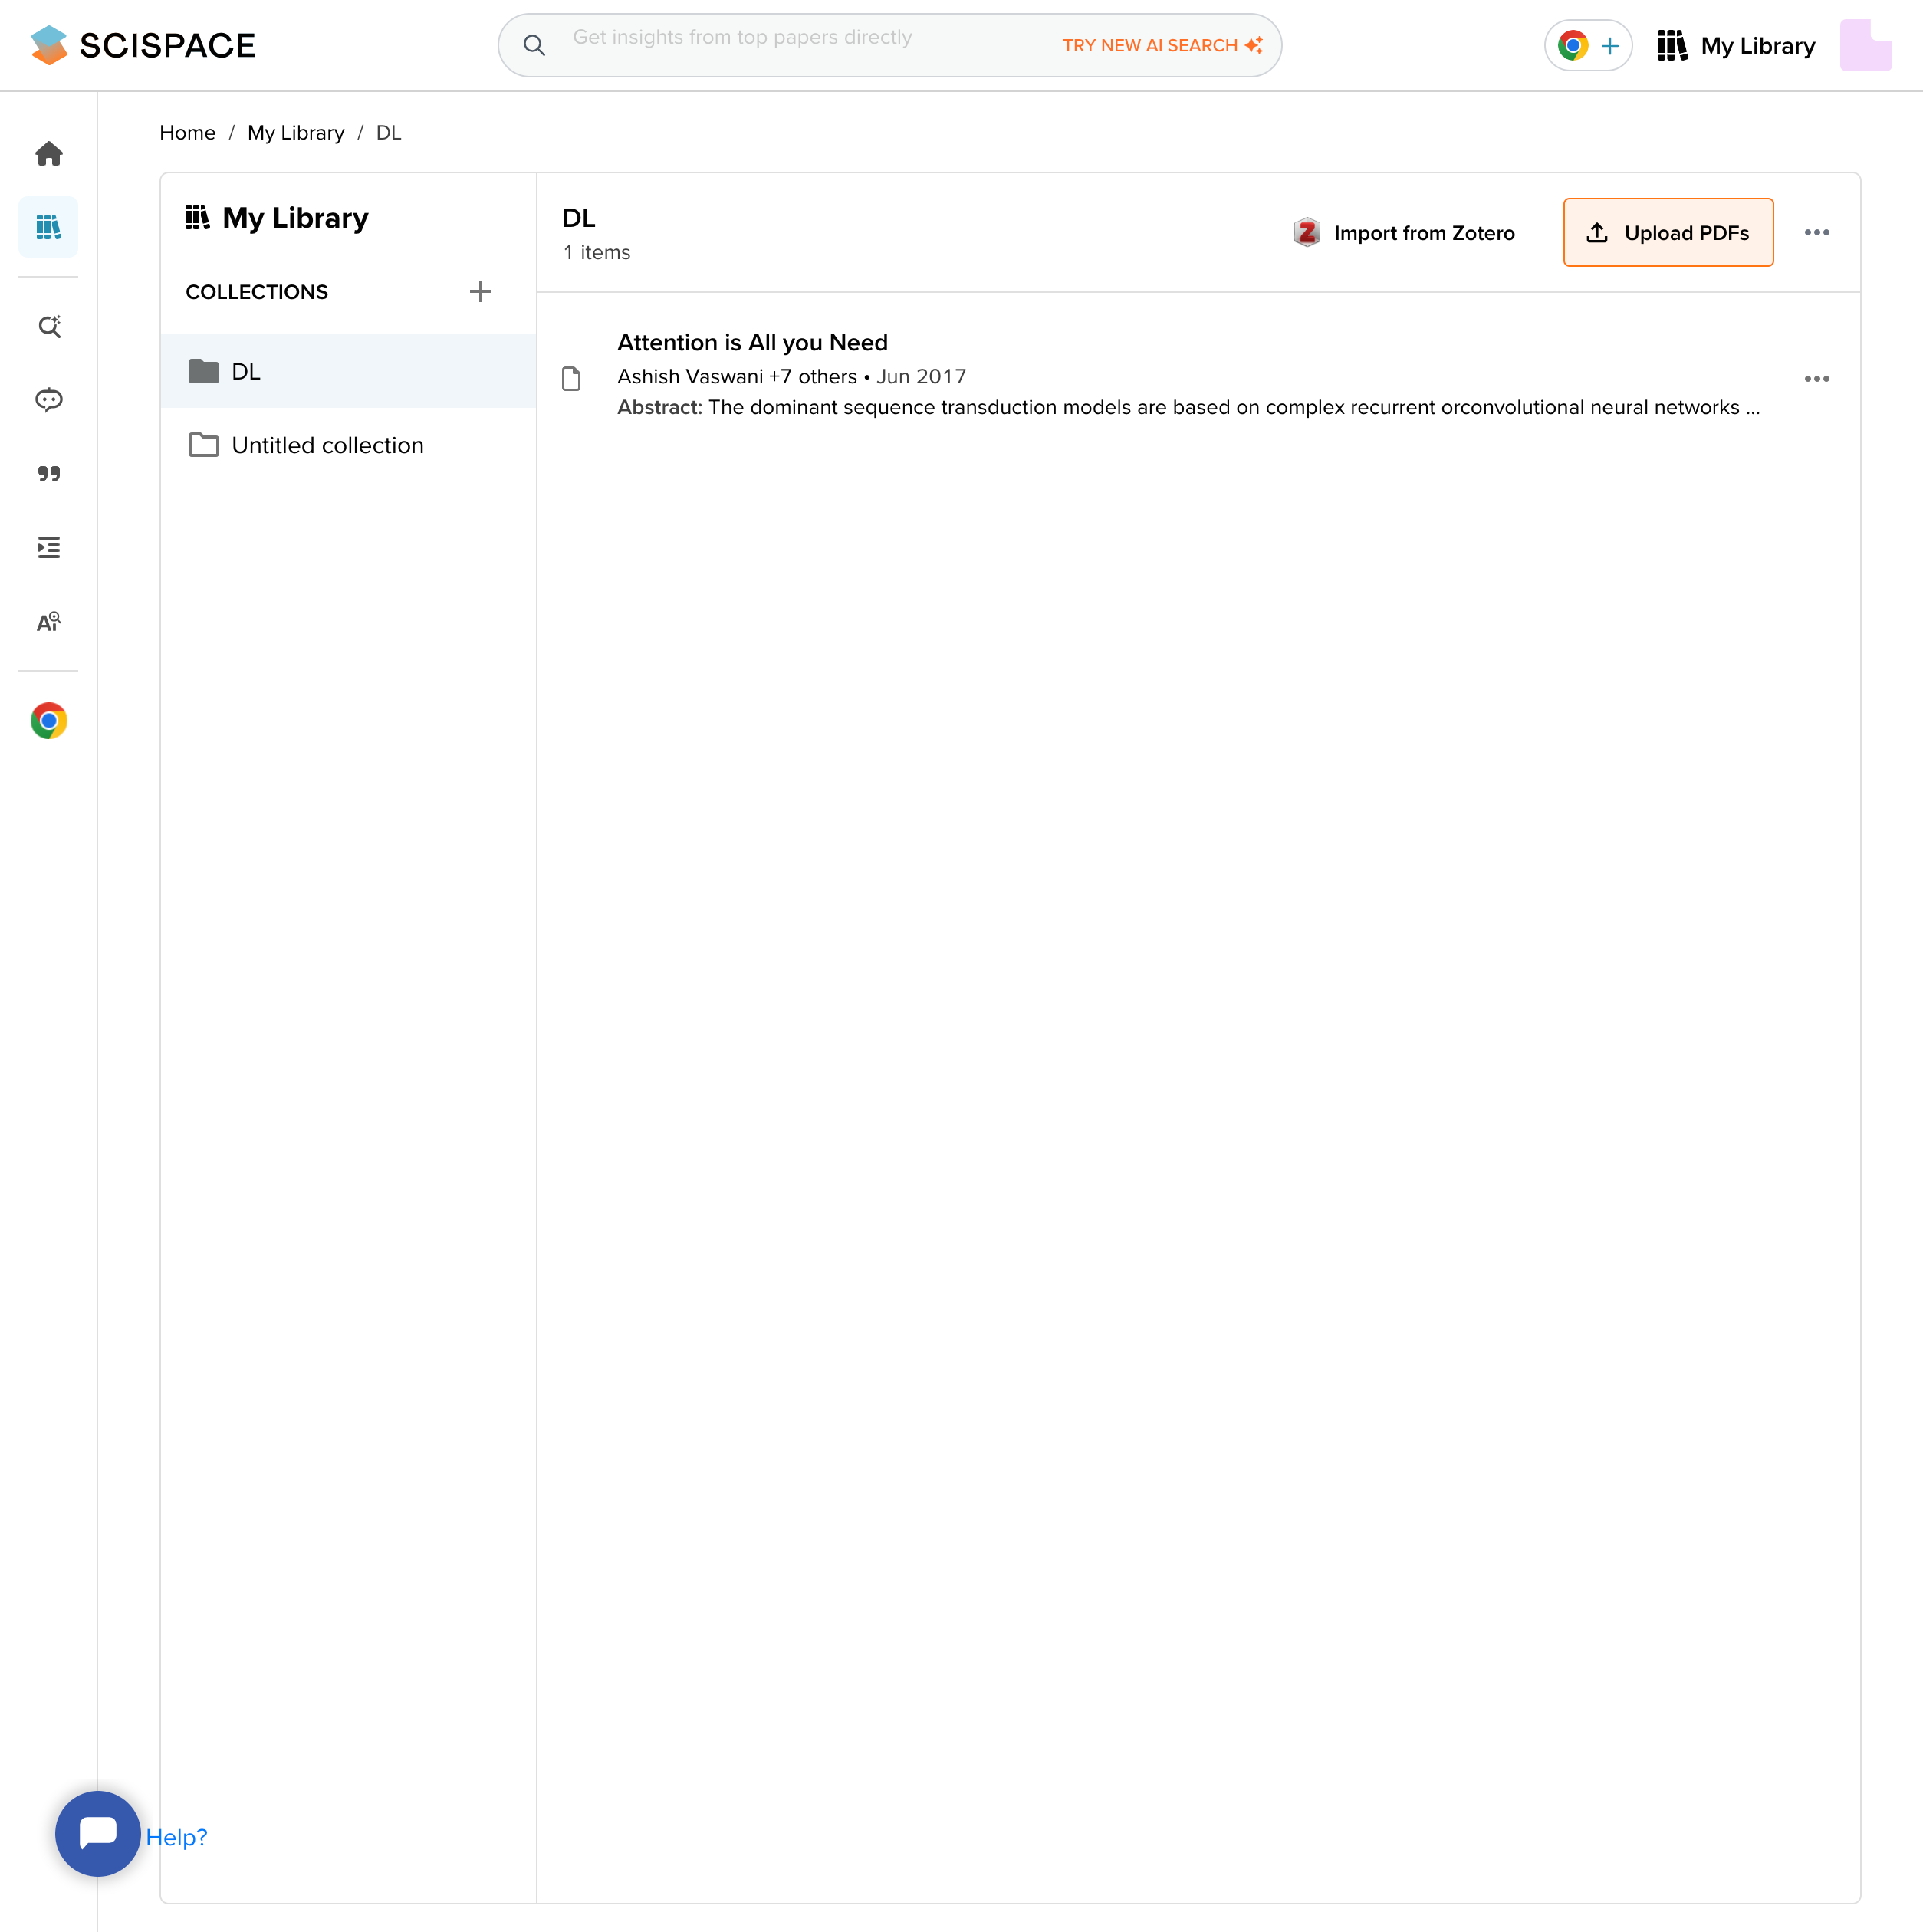 SCISPACE
Get insights from top papers directly
TRY NEW AI SEARCH
My Library
Home / My Library / DL
My Library
COLLECTIONS
DL
Untitled collection
DL
1 items
Import from Zotero
Upload PDFs
Attention is All you Need
Ashish Vaswani +7 others • Jun 2017
Abstract: The dominant sequence transduction models are based on complex recurrent orconvolutional neural networks ...
Help?